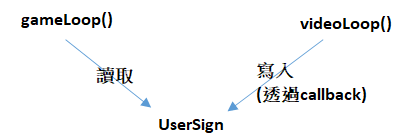 gameLoop()
videoLoop()
讀取
寫入
(透過callback)
UserSign